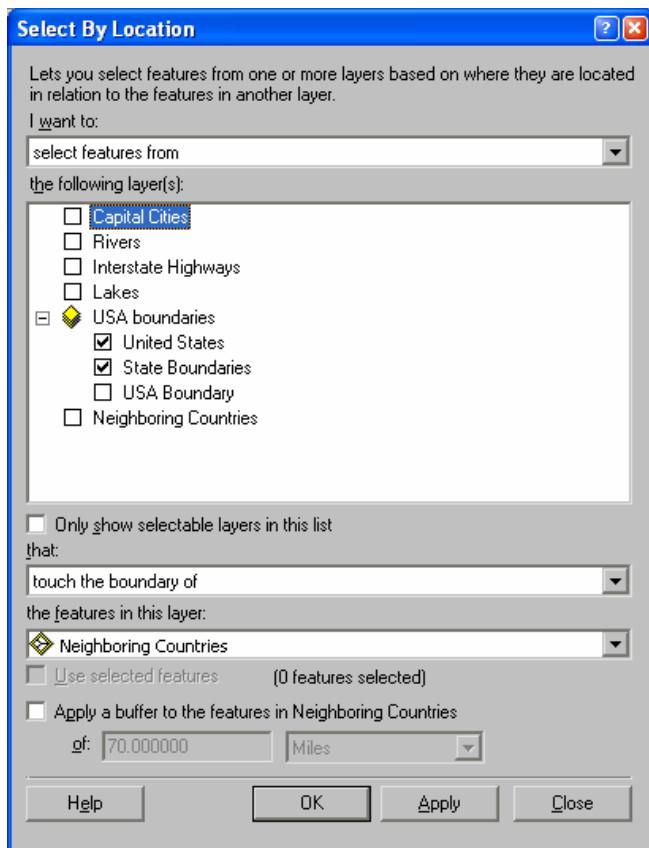 Select By Location
Lets you select features from one or more layers based on where they are located
in relation to the features in another layer.
I want to:
select features from
the following layer(s):
Capital Cities
Rivers
Interstate Highways
Lakes
USA boundaries
United States
State Boundaries
USA Boundary
Neighboring Countries
Only show selectable layers in this list
that:
touch the boundary of
the features in this layer:
Neighboring Countries
Use selected features (0 features selected)
Apply a buffer to the features in Neighboring Countries
of: 70.000000 Miles
Help OK Apply Close